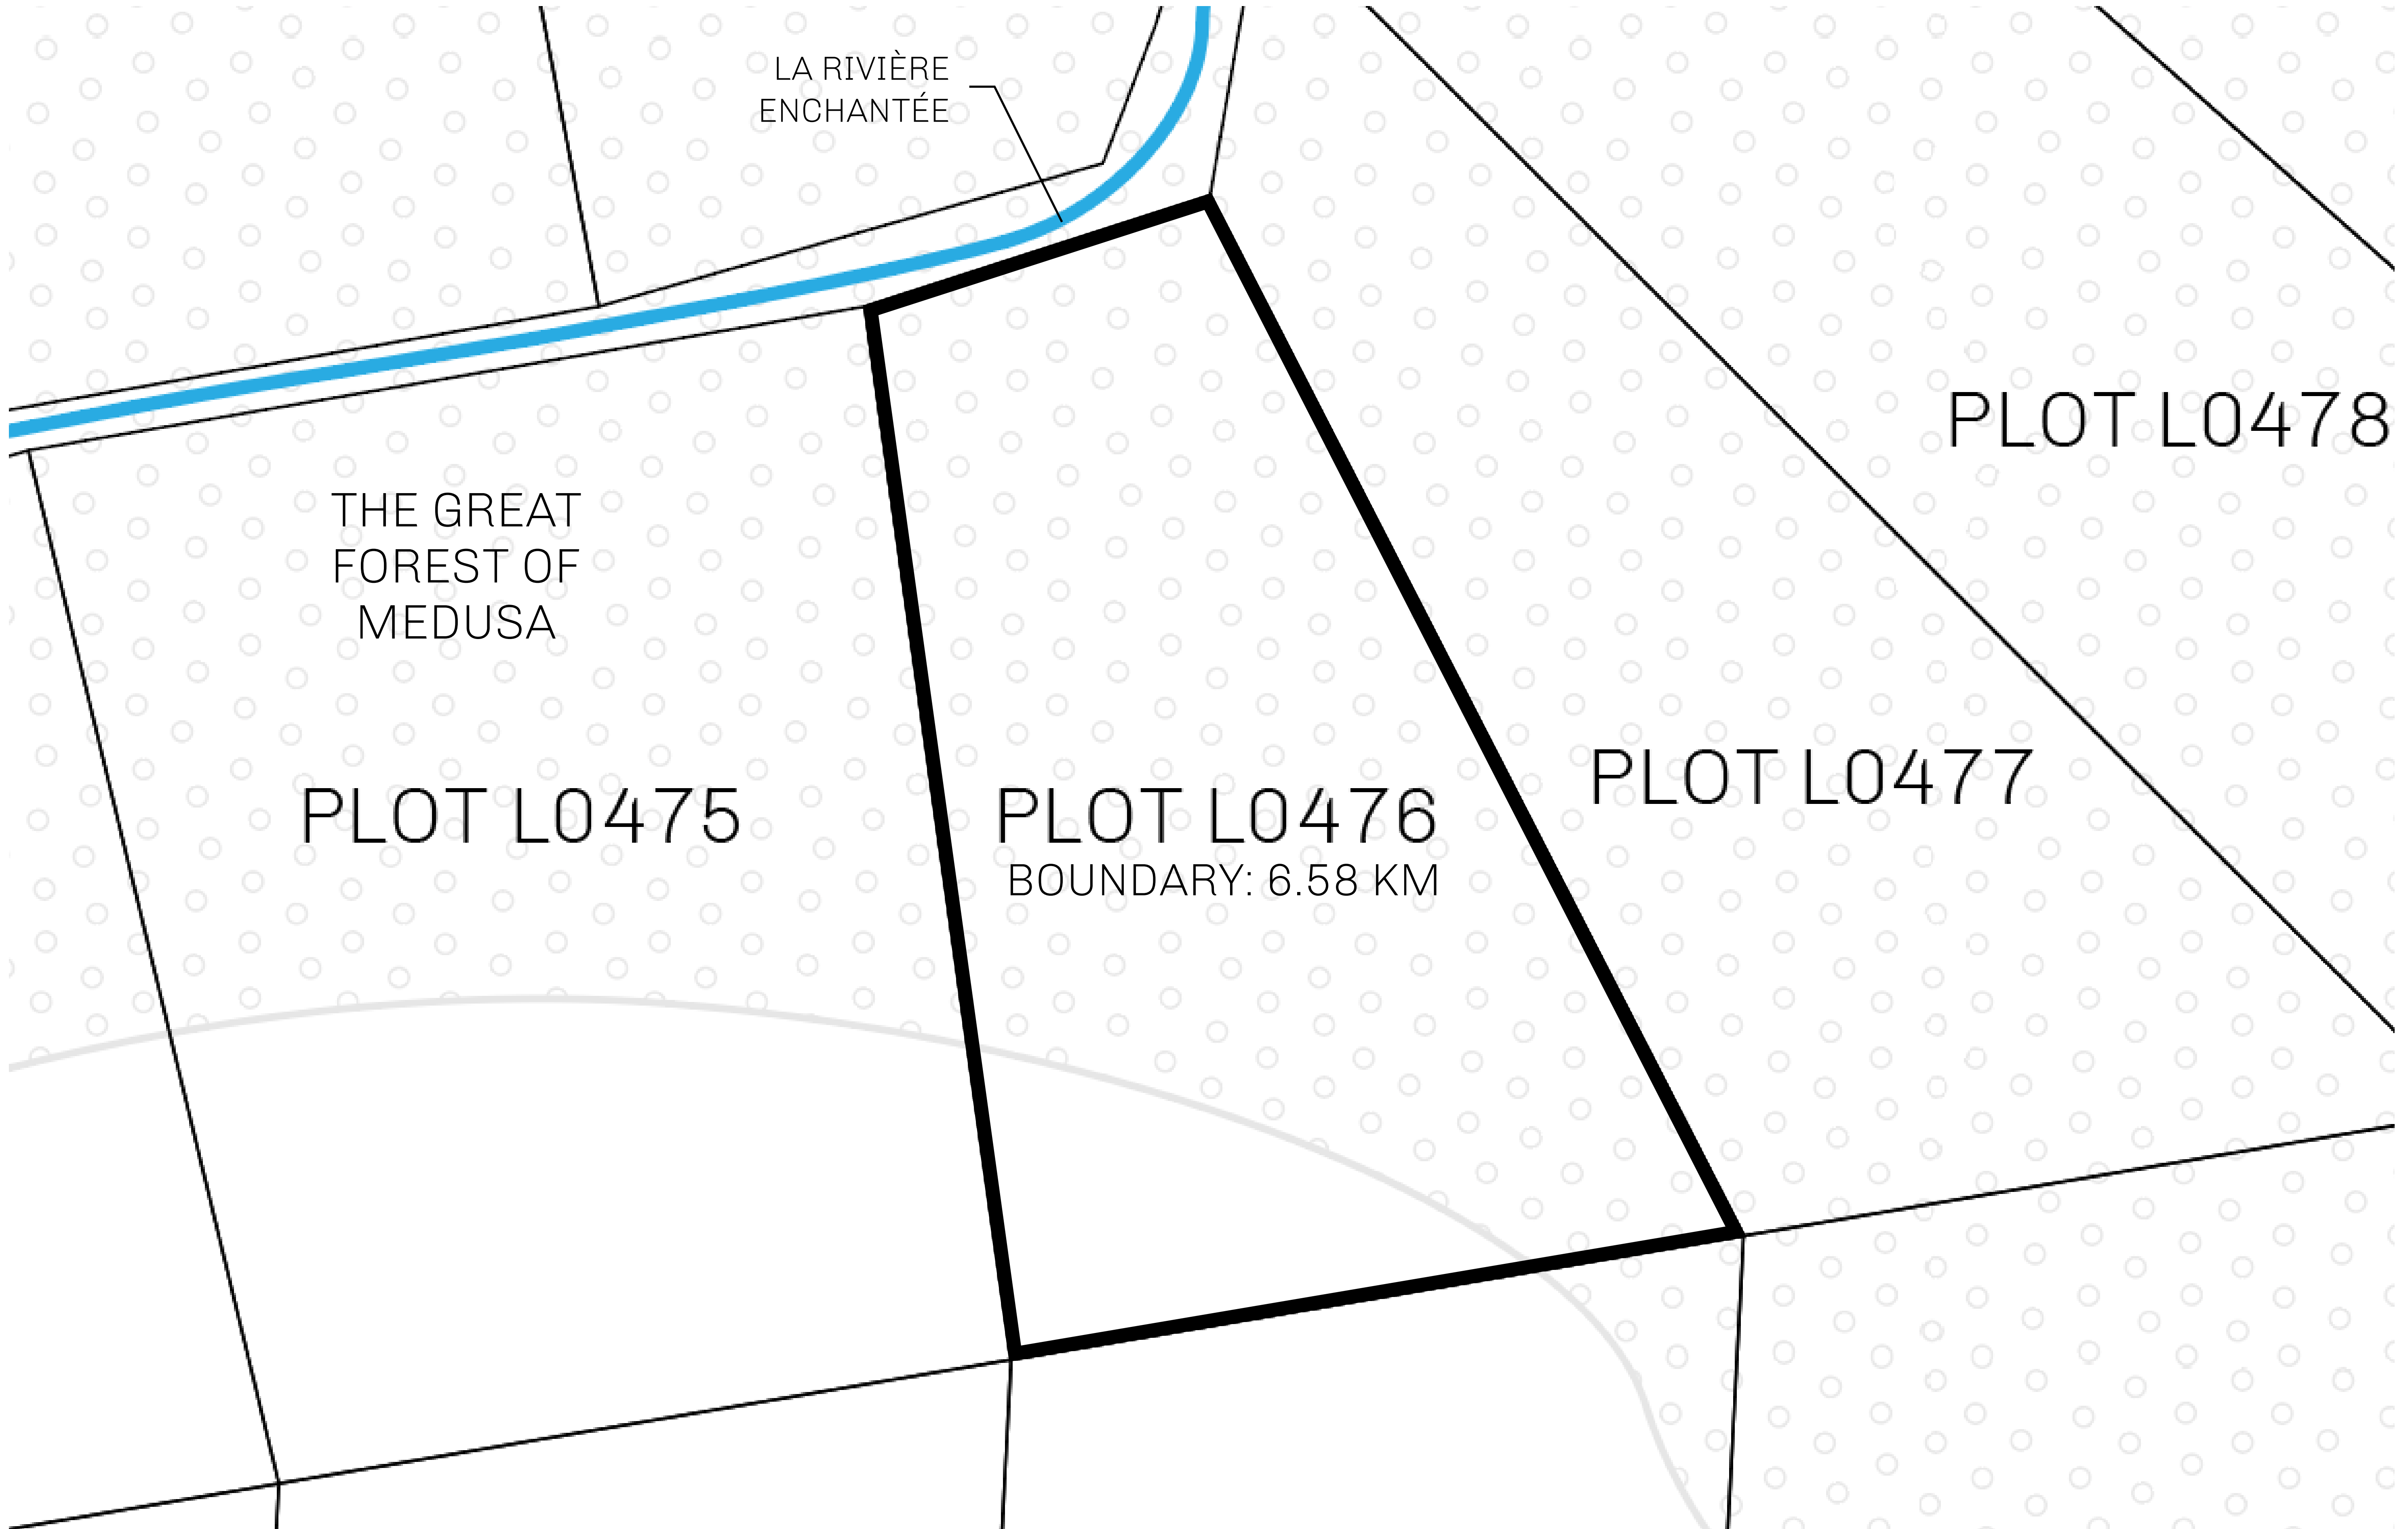 LA RIVIÈRE
ENCHANTÉE
PLOT L0478
THE GREAT
FOREST OF
MEDUSA
PLOT L0477
PLOT L0475
PLOT L0476
BOUNDARY: 6.58 KM